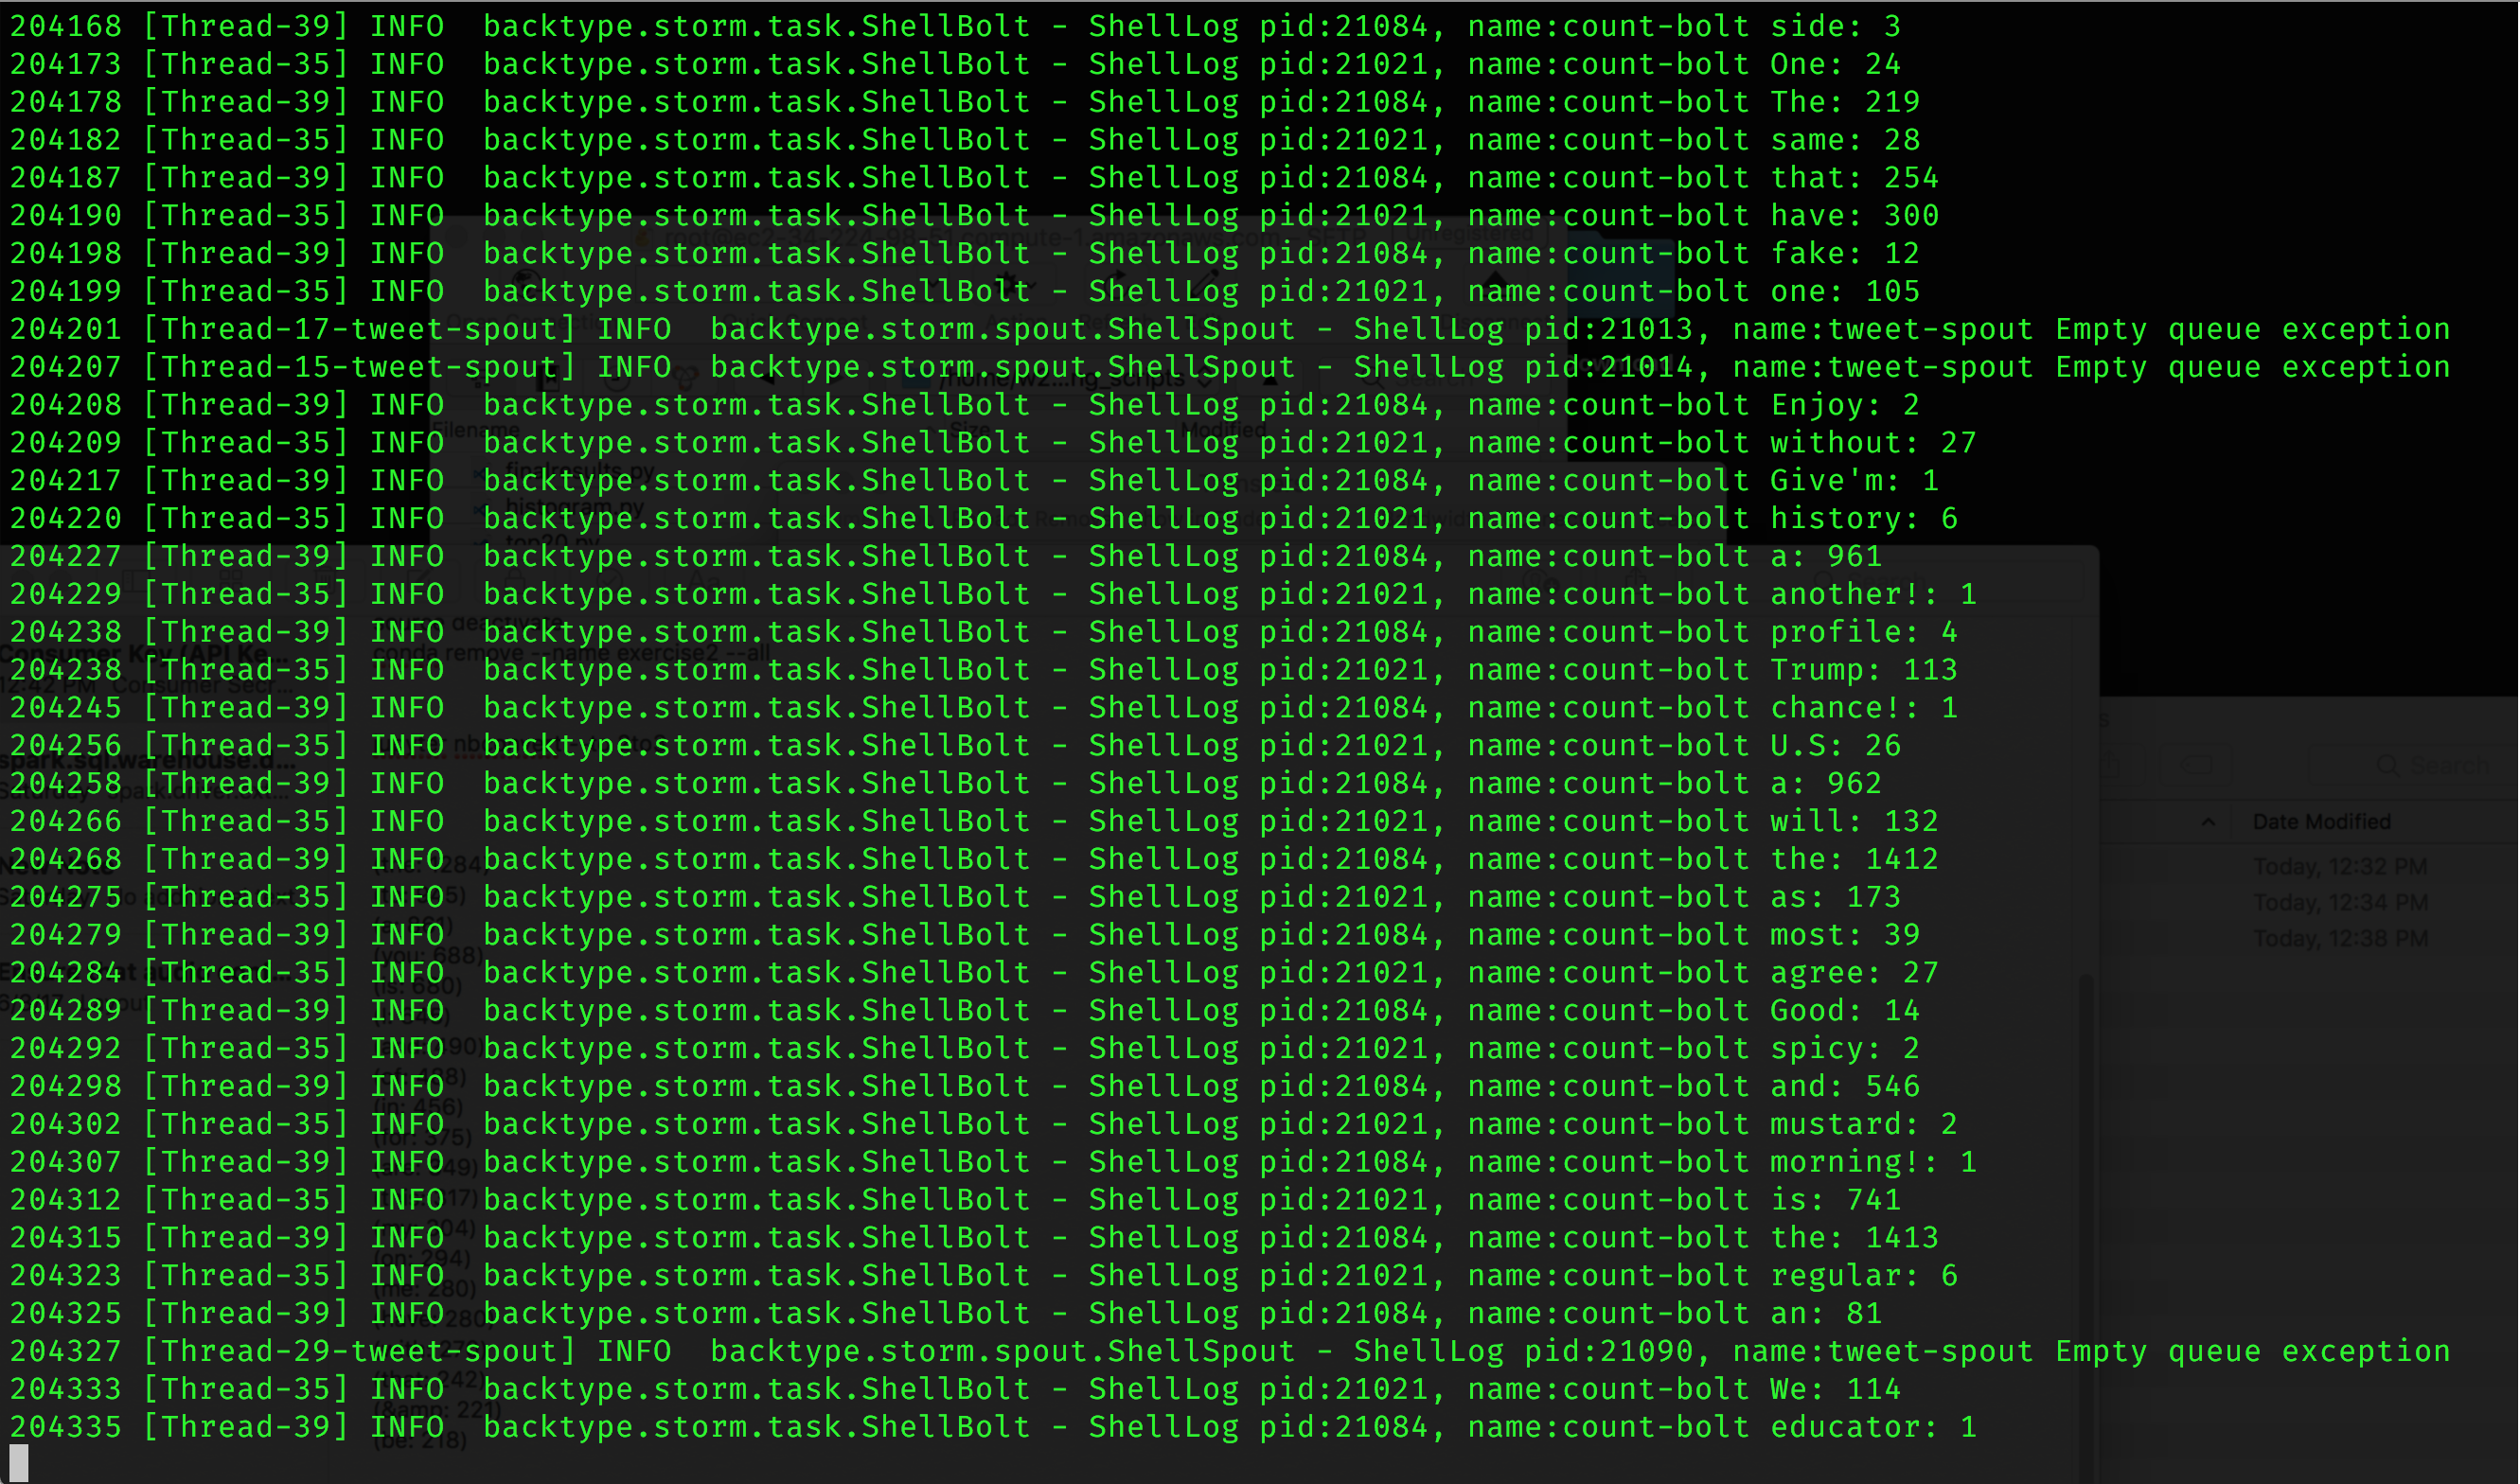 204168 [Thread-39] INFO  backtype.storm.task.ShellBolt - ShellLog pid:21084, name:count-bolt side: 3
204173 [Thread-35] INFO  backtype.storm.task.ShellBolt - ShellLog pid:21021, name:count-bolt One: 24
204178 [Thread-39] INFO  backtype.storm.task.ShellBolt - ShellLog pid:21084, name:count-bolt The: 219
204182 [Thread-35] INFO  backtype.storm.task.ShellBolt - ShellLog pid:21021, name:count-bolt same: 28
204187 [Thread-39] INFO  backtype.storm.task.ShellBolt - ShellLog pid:21084, name:count-bolt that: 254
204190 [Thread-35] INFO  backtype.storm.task.ShellBolt - ShellLog pid:21021, name:count-bolt have: 300
204198 [Thread-39] INFO  backtype.storm.task.ShellBolt - ShellLog pid:21084, name:count-bolt fake: 12
204199 [Thread-35] INFO  backtype.storm.task.ShellBolt - ShellLog pid:21021, name:count-bolt one: 105
204201 [Thread-17-tweet-spout] INFO  backtype.storm.spout.ShellSpout - ShellLog pid:21013, name:tweet-spout Empty queue exception
204207 [Thread-15-tweet-spout] INFO  backtype.storm.spout.ShellSpout - ShellLog pid:21014, name:tweet-spout Empty queue exception
204208 [Thread-39] INFO  backtype.storm.task.ShellBolt - ShellLog pid:21084, name:count-bolt Enjoy: 2
204209 [Thread-35] INFO  backtype.storm.task.ShellBolt - ShellLog pid:21021, name:count-bolt without: 27
204217 [Thread-39] INFO  backtype.storm.task.ShellBolt - ShellLog pid:21084, name:count-bolt Give'm: 1
204220 [Thread-35] INFO  backtype.storm.task.ShellBolt - ShellLog pid:21021, name:count-bolt history: 6
204227 [Thread-39] INFO  backtype.storm.task.ShellBolt - ShellLog pid:21084, name:count-bolt a: 961
204229 [Thread-35] INFO  backtype.storm.task.ShellBolt - ShellLog pid:21021, name:count-bolt another!: 1
204238 [Thread-39] INFO  backtype.storm.task.ShellBolt - ShellLog pid:21084, name:count-bolt profile: 4
204238 [Thread-35] INFO  backtype.storm.task.ShellBolt - ShellLog pid:21021, name:count-bolt Trump: 113
204245 [Thread-39] INFO  backtype.storm.task.ShellBolt - ShellLog pid:21084, name:count-bolt chance!: 1
204256 [Thread-35] INFO  backtype.storm.task.ShellBolt - ShellLog pid:21021, name:count-bolt U.S: 26
204258 [Thread-39] INFO  backtype.storm.task.ShellBolt - ShellLog pid:21084, name:count-bolt a: 962
204266 [Thread-35] INFO  backtype.storm.task.ShellBolt - ShellLog pid:21021, name:count-bolt will: 132
204268 [Thread-39] INFO  backtype.storm.task.ShellBolt - ShellLog pid:21084, name:count-bolt the: 1412
204275 [Thread-35] INFO  backtype.storm.task.ShellBolt - ShellLog pid:21021, name:count-bolt as: 173
204279 [Thread-39] INFO  backtype.storm.task.ShellBolt - ShellLog pid:21084, name:count-bolt most: 39
204284 [Thread-35] INFO  backtype.storm.task.ShellBolt - ShellLog pid:21021, name:count-bolt agree: 27
204289 [Thread-39] INFO  backtype.storm.task.ShellBolt - ShellLog pid:21084, name:count-bolt Good: 14
204292 [Thread-35] INFO  backtype.storm.task.ShellBolt - ShellLog pid:21021, name:count-bolt spicy: 2
204298 [Thread-39] INFO  backtype.storm.task.ShellBolt - ShellLog pid:21084, name:count-bolt and: 546
204302 [Thread-35] INFO  backtype.storm.task.ShellBolt - ShellLog pid:21021, name:count-bolt mustard: 2
204307 [Thread-39] INFO  backtype.storm.task.ShellBolt - ShellLog pid:21084, name:count-bolt morning!: 1
204312 [Thread-35] INFO  backtype.storm.task.ShellBolt - ShellLog pid:21021, name:count-bolt is: 741
204315 [Thread-39] INFO  backtype.storm.task.ShellBolt - ShellLog pid:21084, name:count-bolt the: 1413
204323 [Thread-35] INFO  backtype.storm.task.ShellBolt - ShellLog pid:21021, name:count-bolt regular: 6
204325 [Thread-39] INFO  backtype.storm.task.ShellBolt - ShellLog pid:21084, name:count-bolt an: 81
204327 [Thread-29-tweet-spout] INFO  backtype.storm.spout.ShellSpout - ShellLog pid:21090, name:tweet-spout Empty queue exception
204333 [Thread-35] INFO  backtype.storm.task.ShellBolt - ShellLog pid:21021, name:count-bolt We: 114
204335 [Thread-39] INFO  backtype.storm.task.ShellBolt - ShellLog pid:21084, name:count-bolt educator: 1
Filename
Size
Modified
conda remove --name exercise2 --all
Search
Date Modified
Today, 12:32 PM
Today, 12:34 PM
Today, 12:38 PM